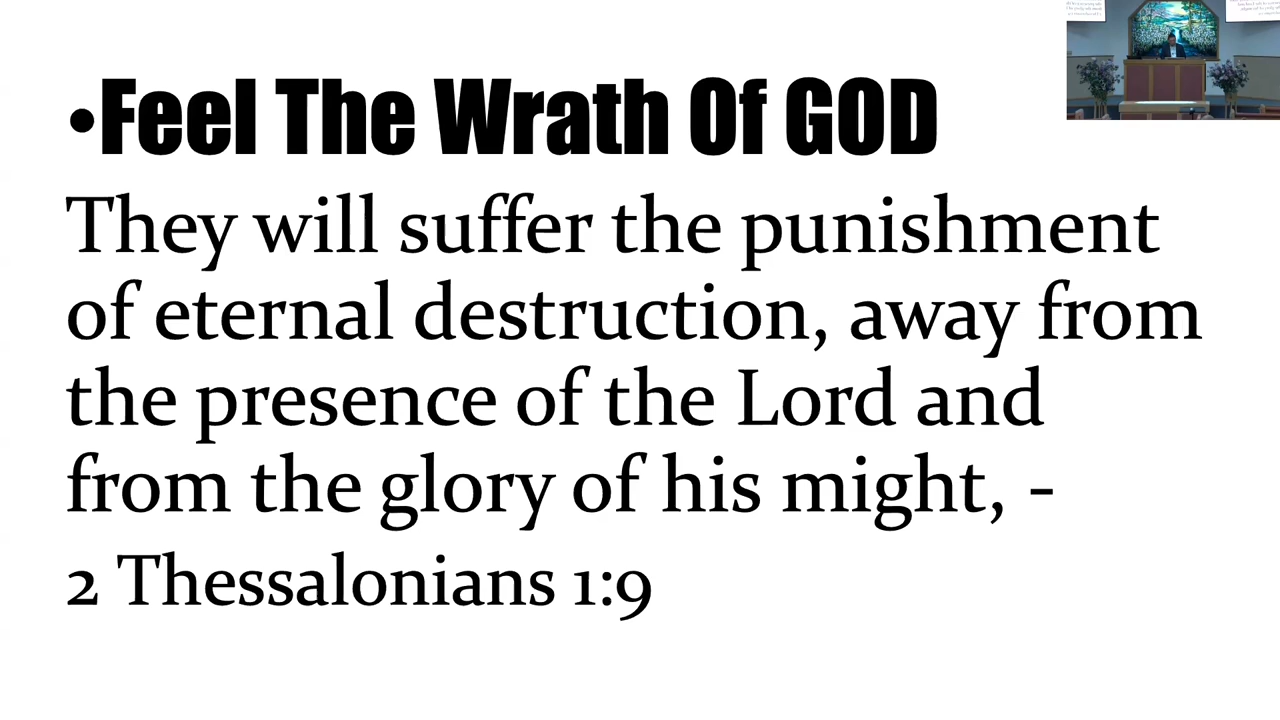 •Feel The Wrath Of GOD
They will suffer the punishment
of eternal destruction, away from
the presence of the Lord and
from the glory of his might, -
2 Thessalonians 1:9